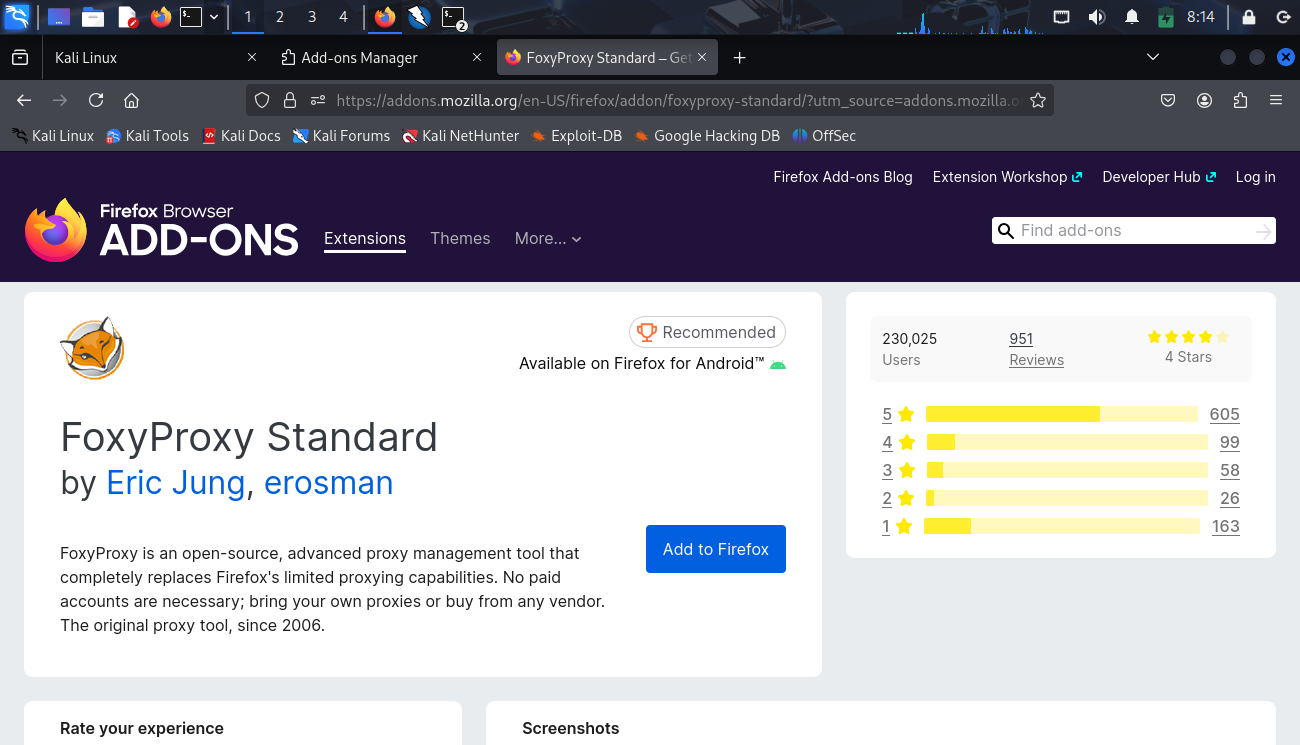 1 2 3 4 2 8:14
Kali Linux Add-ons Manager FoxyProxy Standard – Get
https://addons.mozilla.org/en-US/firefox/addon/foxyproxy-standard/?utm_source=addons.mozilla.o
Kali Linux Kali Tools Kali Docs Kali Forums Kali NetHunter Exploit-DB Google Hacking DB OffSec
Firefox Add-ons Blog Extension Workshop Developer Hub Log in
Firefox Browser
ADD-ONS
Extensions Themes More...
Find add-ons
Recommended
Available on Firefox for Android™
FoxyProxy Standard
by Eric Jung, erosman
FoxyProxy is an open-source, advanced proxy management tool that
completely replaces Firefox's limited proxying capabilities. No paid
accounts are necessary; bring your own proxies or buy from any vendor.
The original proxy tool, since 2006.
Add to Firefox
230,025 951
Users Reviews 4 Stars
5 605
4 99
3 58
2 26
1 163
Rate your experience
Screenshots